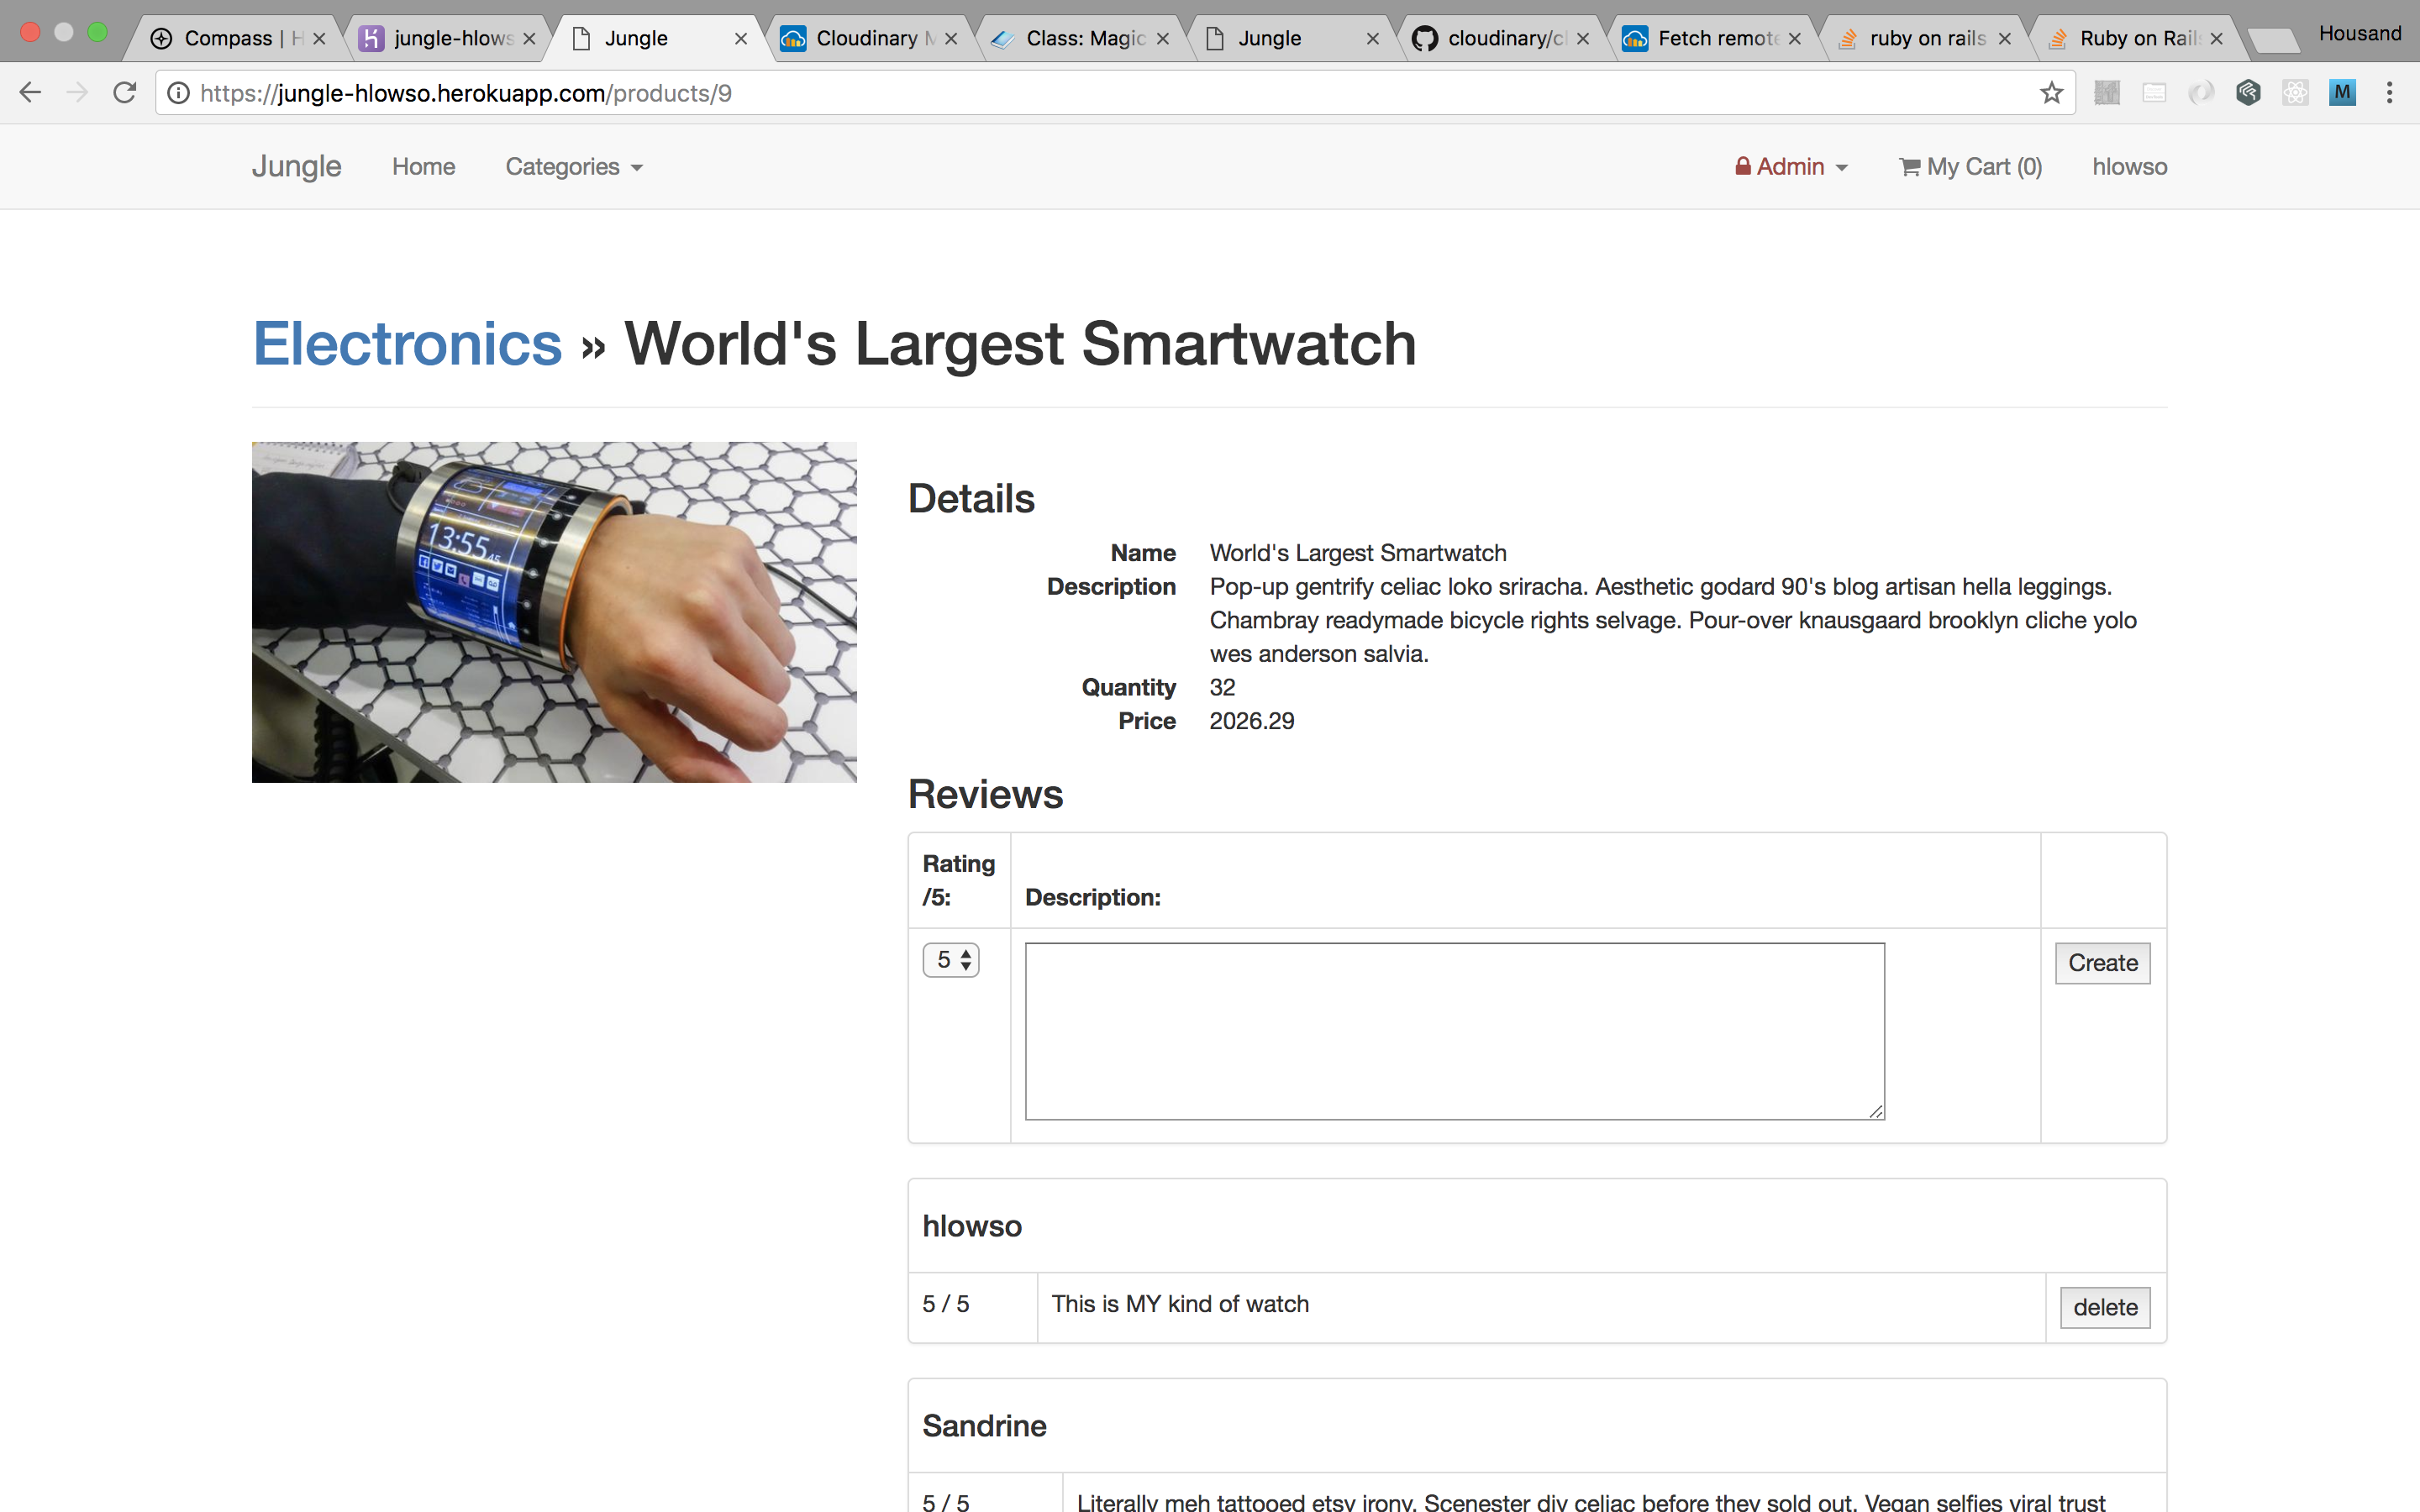 Compass | H
jungle-hlows
Jungle
Cloudinary M
Class: Magic
Jungle
cloudinary/cl
Fetch remote
ruby on rails
Ruby on Rails
Housand
https://jungle-hlowso.herokuapp.com/products/9
M
Jungle Home Categories Admin My Cart (0) hlowso
Electronics » World's Largest Smartwatch
13:55 45
Details
Name World's Largest Smartwatch
Description Pop-up gentrify celiac loko sriracha. Aesthetic godard 90's blog artisan hella leggings.
Chambray readymade bicycle rights selvage. Pour-over knausgaard brooklyn cliche yolo
wes anderson salvia.
Quantity 32
Price 2026.29
Reviews
Rating
/5: Description:
5
Create
hlowso
5 / 5 This is MY kind of watch delete
Sandrine
5 / 5 Literally meh tattooed etsy irony. Scenester diy celiac before they sold out. Vegan selfies viral trust